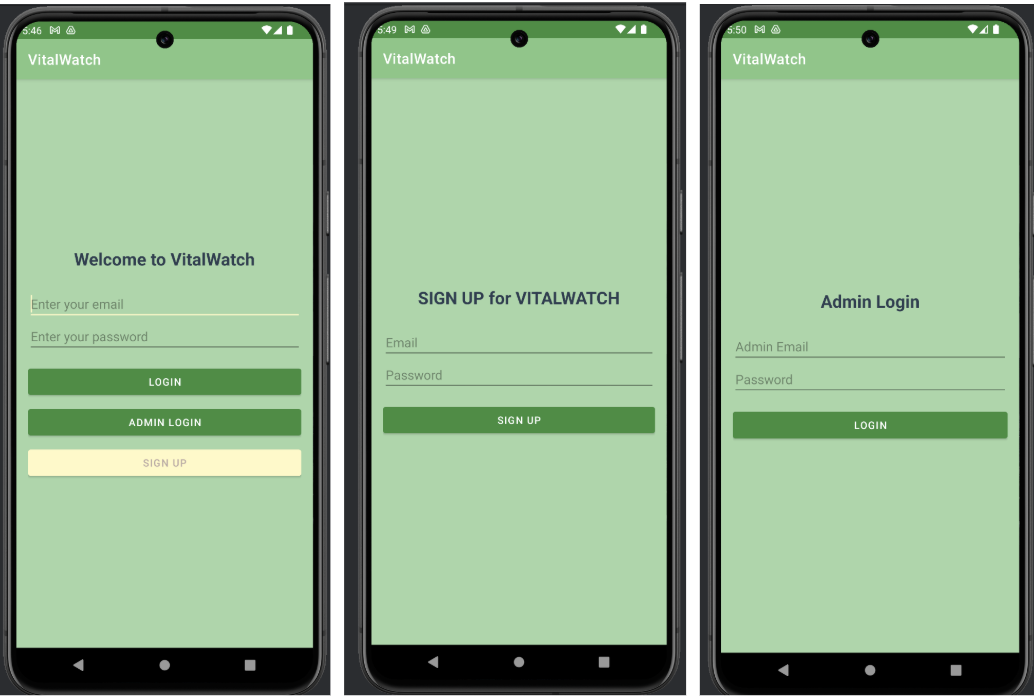 5:46
VitalWatch
Welcome to VitalWatch
Enter your email
Enter your password
LOGIN
ADMIN LOGIN
SIGN UP
5:49
VitalWatch
SIGN UP for VITALWATCH
Email
Password
SIGN UP
5:50
VitalWatch
Admin Login
Admin Email
Password
LOGIN